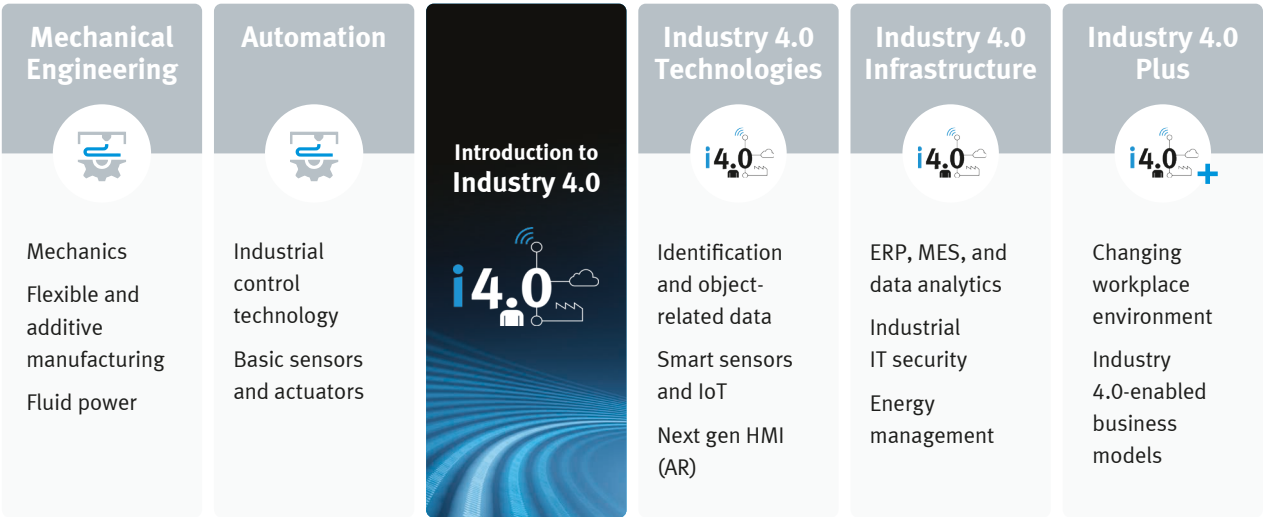 Mechanical
Engineering
Mechanics
Flexible and
additive
manufacturing
Fluid power
Automation
Industrial
control
technology
Basic sensors
and actuators
Introduction to
Industry 4.0
i4.0
Industry 4.0
Technologies
i4.0
Identification
and object-
related data
Smart sensors
and IoT
Next gen HMI
(AR)
Industry 4.0
Infrastructure
i4.0
ERP, MES, and
data analytics
Industrial
IT security
Energy
management
Industry 4.0
Plus
i4.0
+
Changing
workplace
environment
Industry
4.0-enabled
business
models